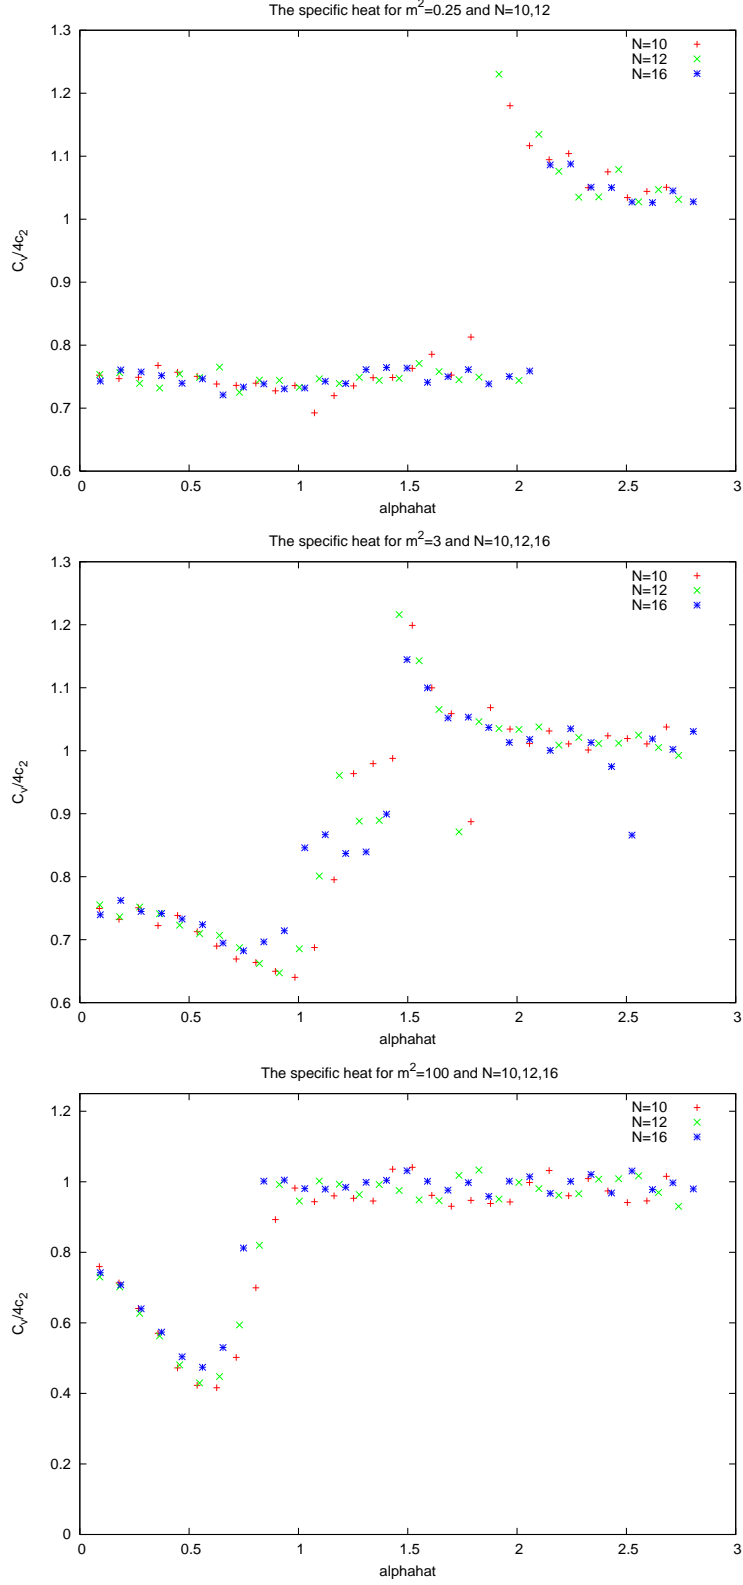 The specific heat for m²=0.25 and N=10,12
1.3
1.2
1.1
1
0.9
0.8
0.7
0.6
C_V/4c_2
N=10
N=12
N=16
0
0.5
1
1.5
2
2.5
3
alphahat
The specific heat for m²=3 and N=10,12,16
1.3
1.2
1.1
1
0.9
0.8
0.7
0.6
C_V/4c_2
N=10
N=12
N=16
0
0.5
1
1.5
2
2.5
3
alphahat
The specific heat for m²=100 and N=10,12,16
1.2
1
0.8
0.6
0.4
0.2
0
C_V/4c_2
N=10
N=12
N=16
0
0.5
1
1.5
2
2.5
3
alphahat